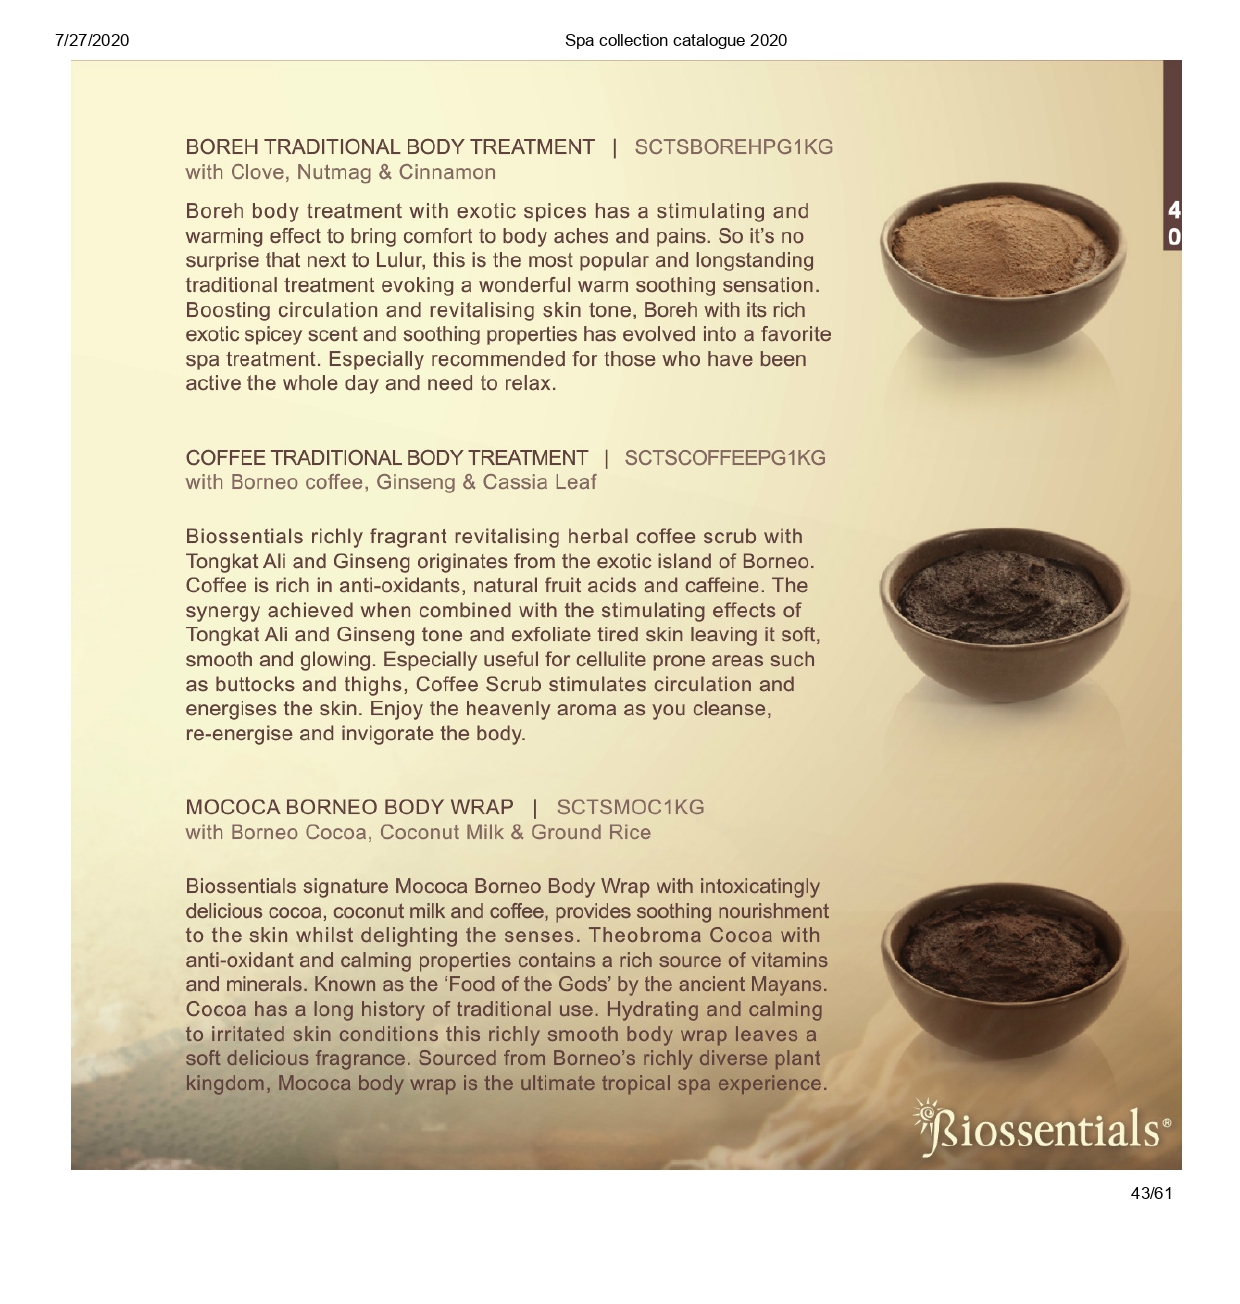 7/27/2020
Spa collection catalogue 2020
4
0
BOREH TRADITIONAL BODY TREATMENT | SCTSBOREHPG1KG
with Clove, Nutmag & Cinnamon
Boreh body treatment with exotic spices has a stimulating and
warming effect to bring comfort to body aches and pains. So it's no
surprise that next to Lulur, this is the most popular and longstanding
traditional treatment evoking a wonderful warm soothing sensation.
Boosting circulation and revitalising skin tone, Boreh with its rich
exotic spicey scent and soothing properties has evolved into a favorite
spa treatment. Especially recommended for those who have been
active the whole day and need to relax.
COFFEE TRADITIONAL BODY TREATMENT | SCTSCOFFEEPG1KG
with Borneo coffee, Ginseng & Cassia Leaf
Biossentials richly fragrant revitalising herbal coffee scrub with
Tongkat Ali and Ginseng originates from the exotic island of Borneo.
Coffee is rich in anti-oxidants, natural fruit acids and caffeine. The
synergy achieved when combined with the stimulating effects of
Tongkat Ali and Ginseng tone and exfoliate tired skin leaving it soft,
smooth and glowing. Especially useful for cellulite prone areas such
as buttocks and thighs, Coffee Scrub stimulates circulation and
energises the skin. Enjoy the heavenly aroma as you cleanse,
re-energise and invigorate the body.
MOCOCA BORNEO BODY WRAP | SCTSMOC1KG
with Borneo Cocoa, Coconut Milk & Ground Rice
Biossentials signature Mococa Borneo Body Wrap with intoxicatingly
delicious cocoa, coconut milk and coffee, provides soothing nourishment
to the skin whilst delighting the senses. Theobroma Cocoa with
anti-oxidant and calming properties contains a rich source of vitamins
and minerals. Known as the ‘Food of the Gods’ by the ancient Mayans.
Cocoa has a long history of traditional use. Hydrating and calming
to irritated skin conditions this richly smooth body wrap leaves a
soft delicious fragrance. Sourced from Borneo’s richly diverse plant
kingdom, Mococa body wrap is the ultimate tropical spa experience.
Biossentials®
43/61